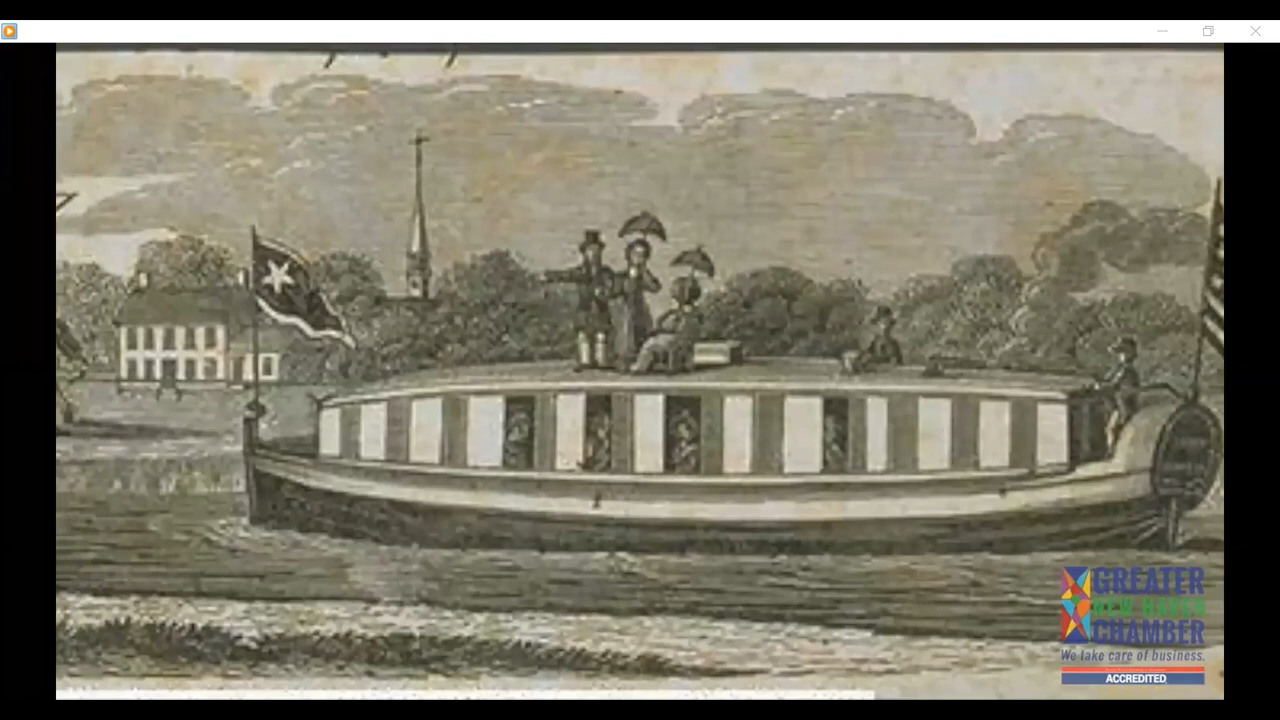 GREATER
NEW HAVEN
CHAMBER
We take care of business.
ACCREDITED